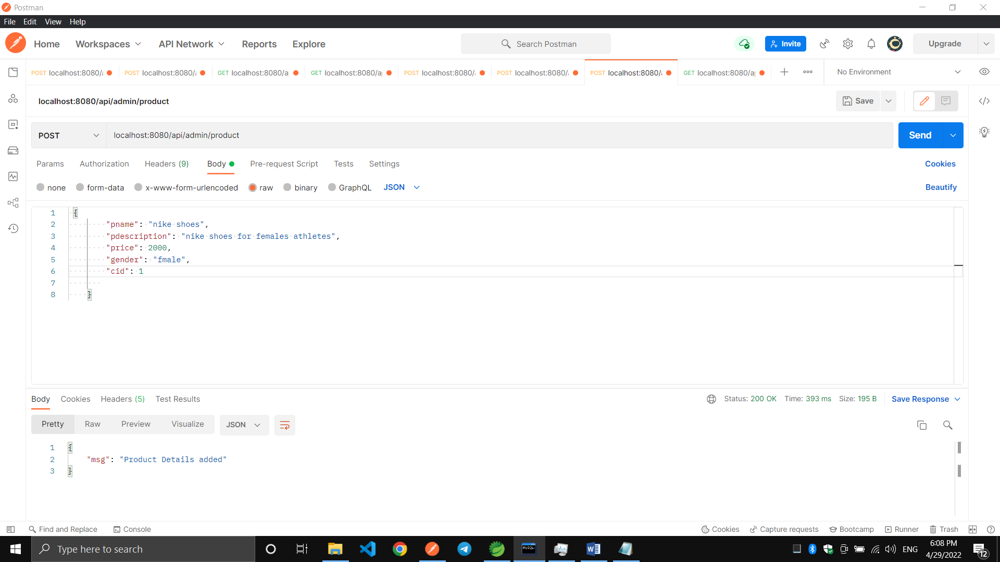 Postman
File Edit View Help
Home Workspaces API Network Reports Explore Search Postman Invite Upgrade
POST localhost:8080/a POST localhost:8080/a GET localhost:8080/ap GET localhost:8080/ap POST localhost:8080/a POST localhost:8080/a POST localhost:8080/a GET localhost:8080/ap No Environment
localhost:8080/api/admin/product Save
POST localhost:8080/api/admin/product Send
Params Authorization Headers (9) Body Pre-request Script Tests Settings Cookies
none form-data x-www-form-urlencoded raw binary GraphQL JSON Beautify
1 {
2 "pname": "nike shoes",
3 "pdescription": "nike shoes for females athletes",
4 "price": 2000,
5 "gender": "fmale",
6 "cid": 1
7
8 }
Body Cookies Headers (5) Test Results Status: 200 OK Time: 393 ms Size: 195 B Save Response
Pretty Raw Preview Visualize JSON
1 {
2 "msg": "Product Details added"
3 }
Find and Replace Console Cookies Capture requests Bootcamp Runner Trash
Type here to search MySQL ENG 6:08 PM
4/29/2022 12